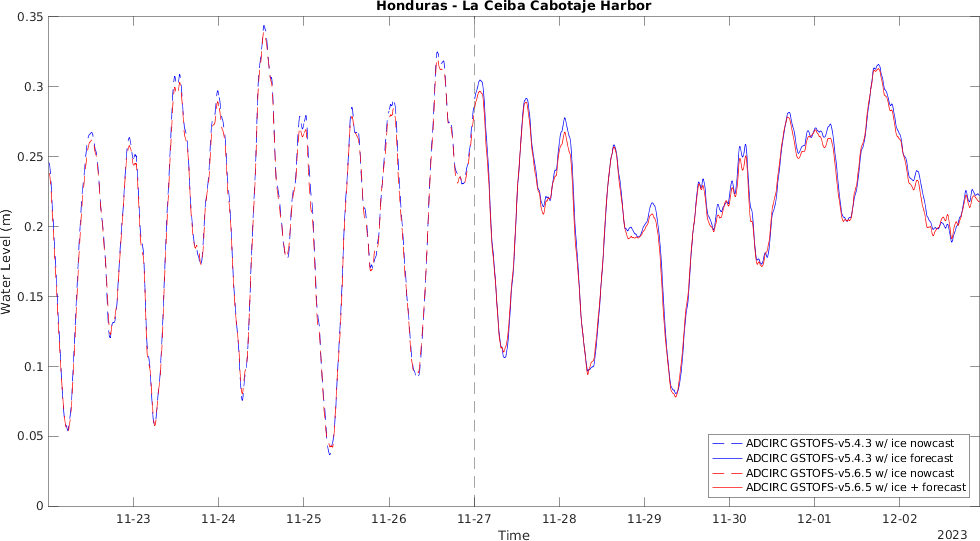 Honduras - La Ceiba Cabotaje Harbor
0.35
0.3
0.25
0.2
0.15
0.1
0.05
0
Water Level (m)
11-23 11-24 11-25 11-26 11-27 11-28 11-29 11-30 12-01 12-02
Time
2023
ADCIRC GSTOFS-v5.4.3 w/ ice nowcast
ADCIRC GSTOFS-v5.4.3 w/ ice forecast
ADCIRC GSTOFS-v5.6.5 w/ ice nowcast
ADCIRC GSTOFS-v5.6.5 w/ ice + forecast